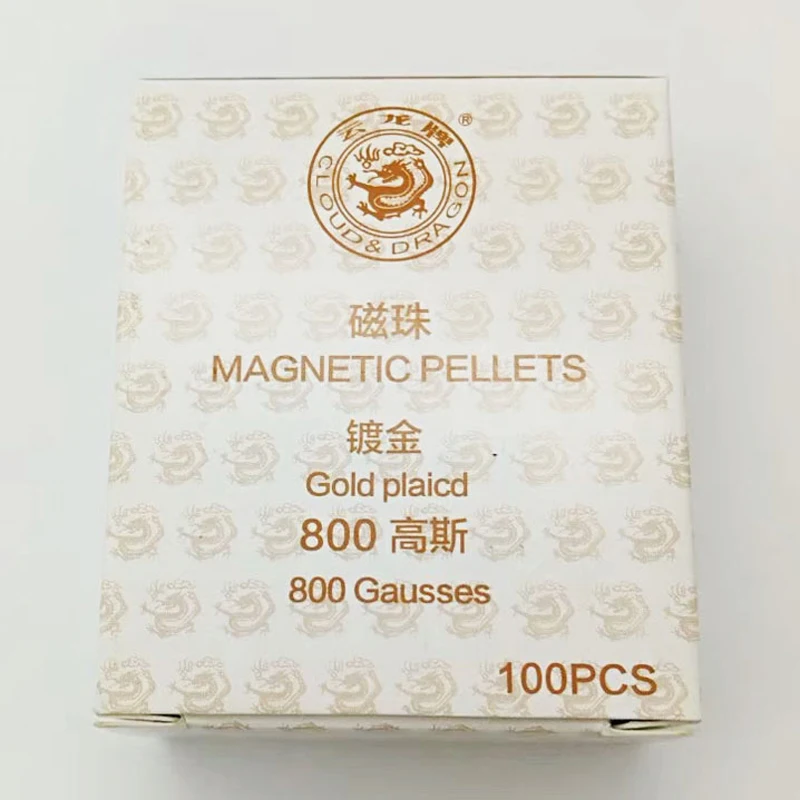 云龙牌®
CLOUD & DRAGON
磁珠
MAGNETIC PELLETS
镀金
Gold plaicd
800 高斯
800 Gausses
100PCS